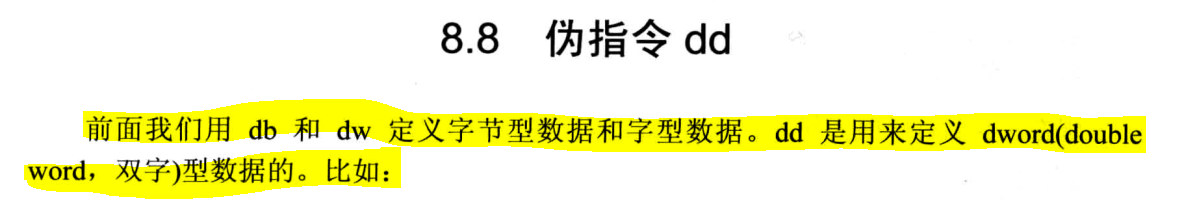 8.8 伪指令 dd
前面我们用 db 和 dw 定义字节型数据和字型数据。dd 是用来定义 dword(double
word，双字)型数据的。比如：